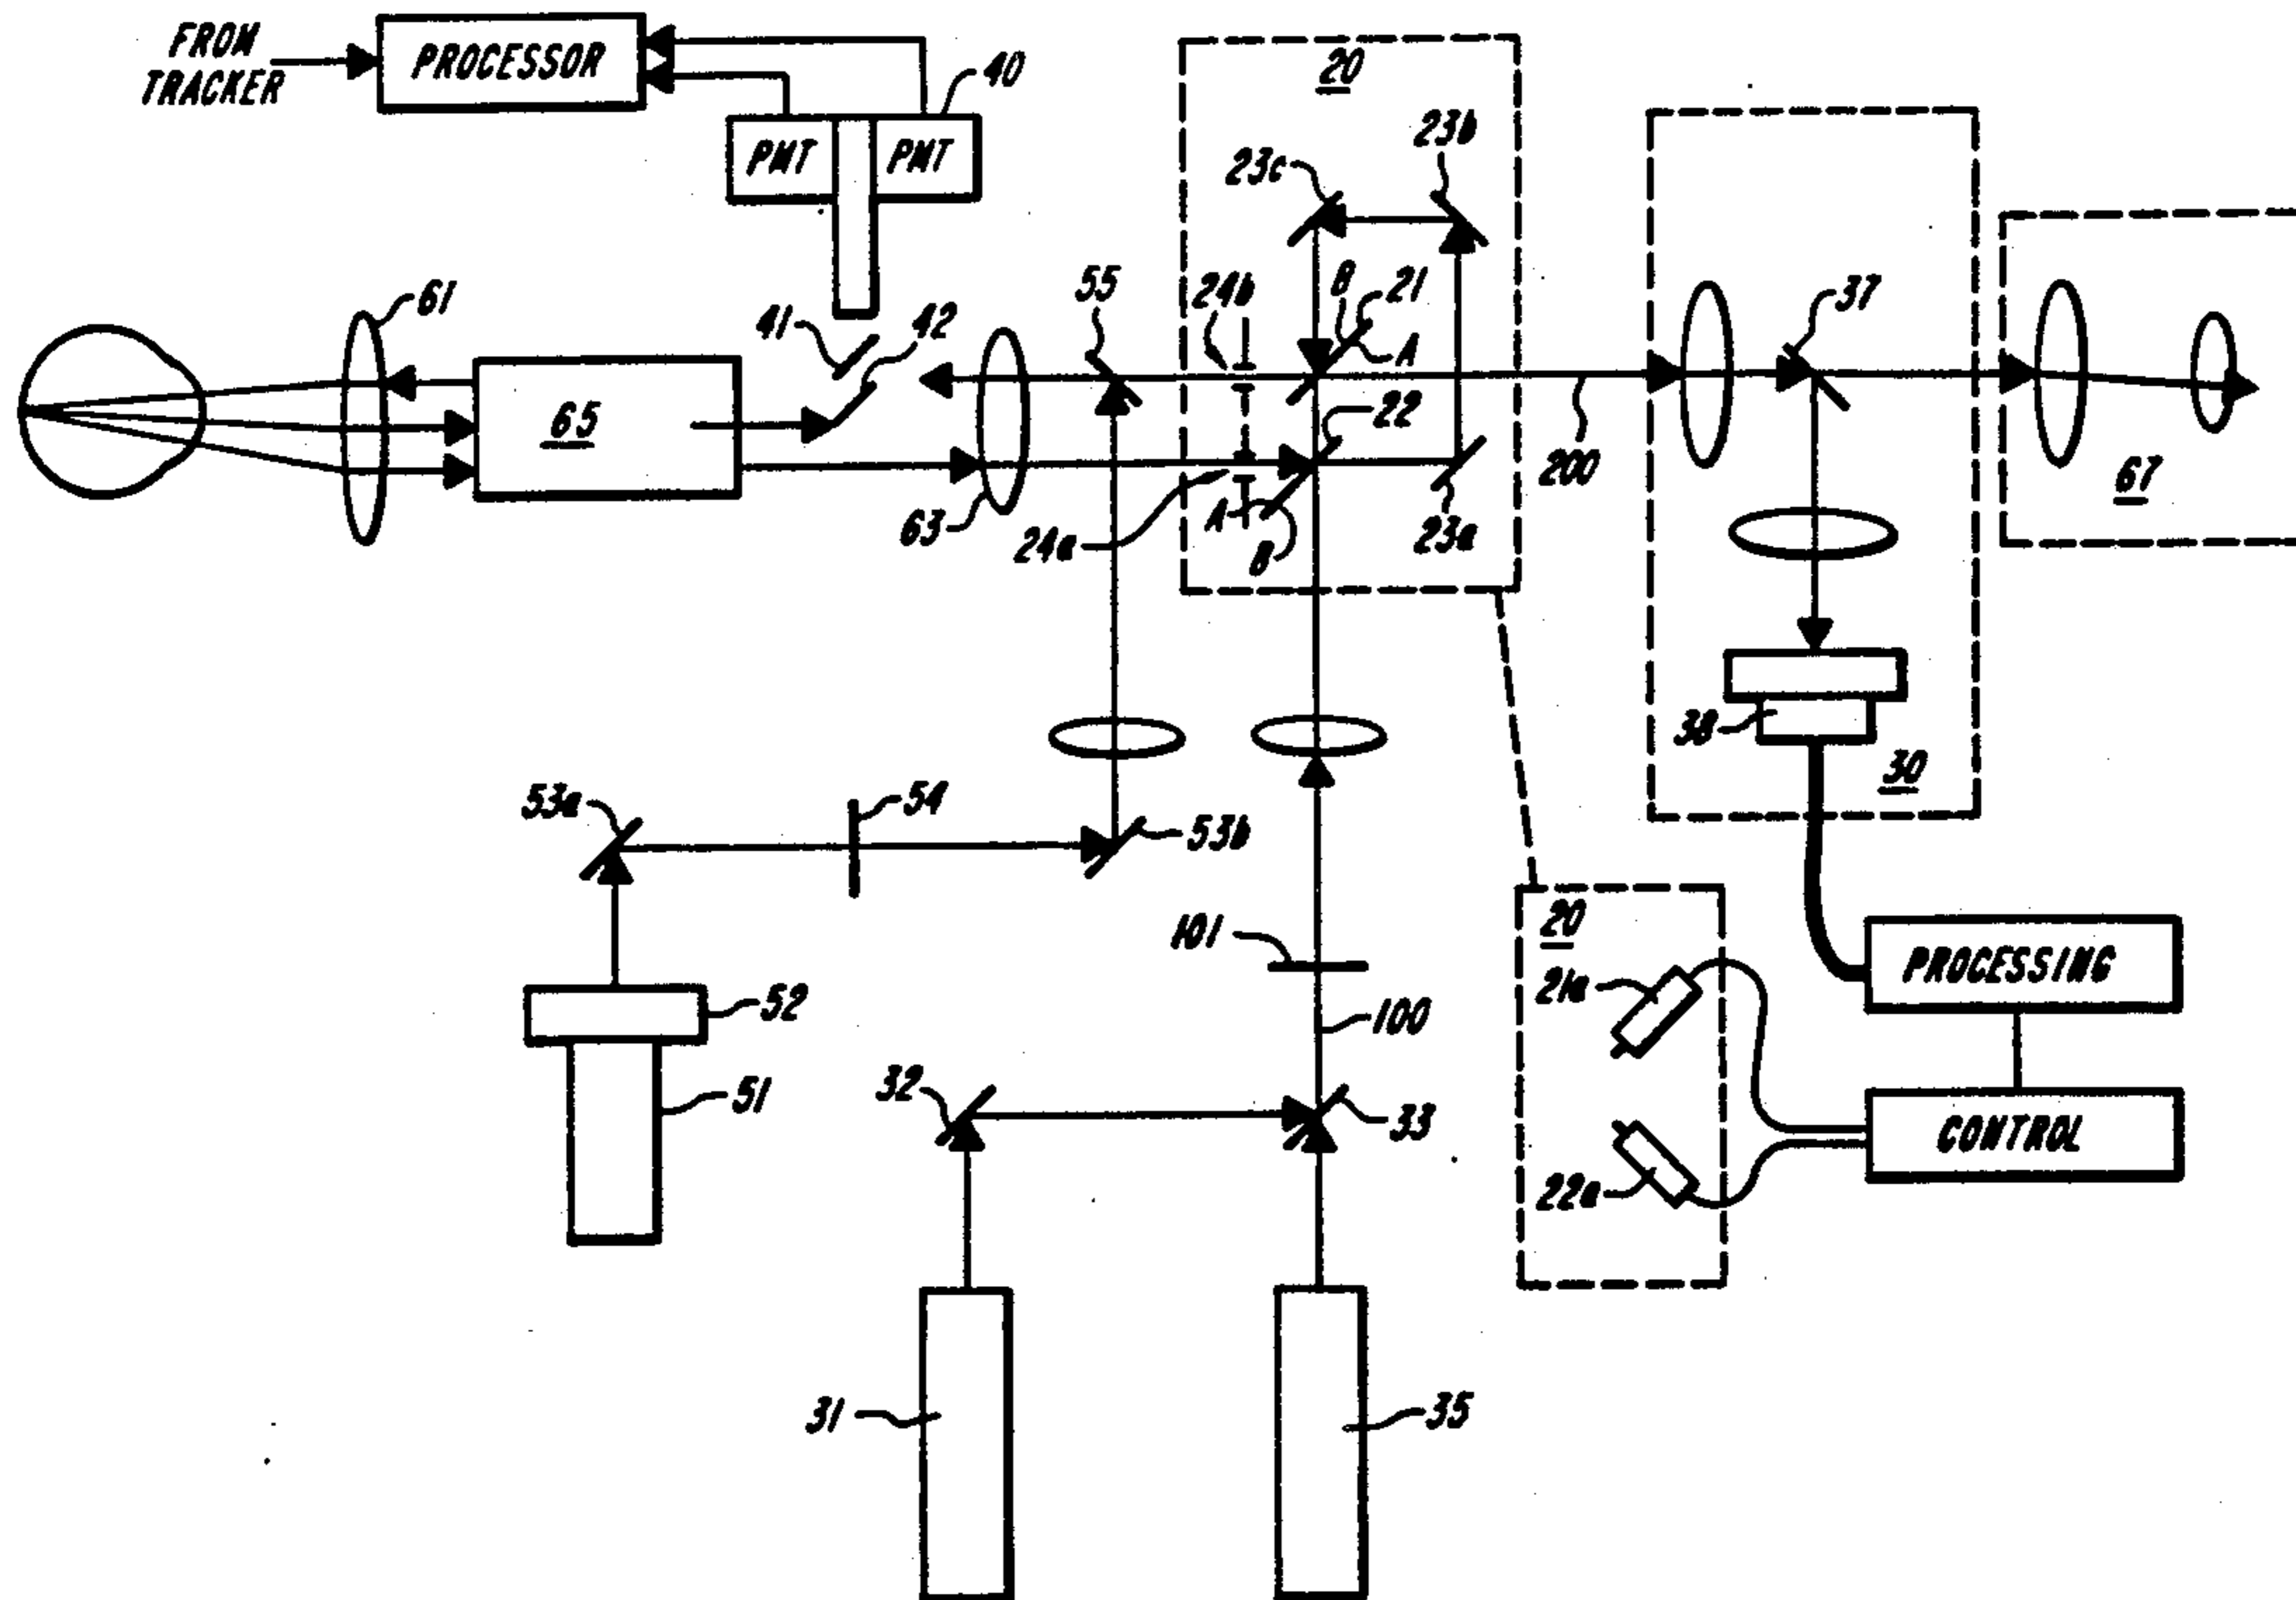 FROM
TRACKER
PROCESSOR
40
PMT
PMT
20
23b
23c
61
41
42
55
24b
B
21
A
37
65
22
63
24a
A
B
23a
200
67
38
30
53a
54
53b
101
20
21a
PROCESSING
52
100
51
32
33
CONTROL
22a
31
35